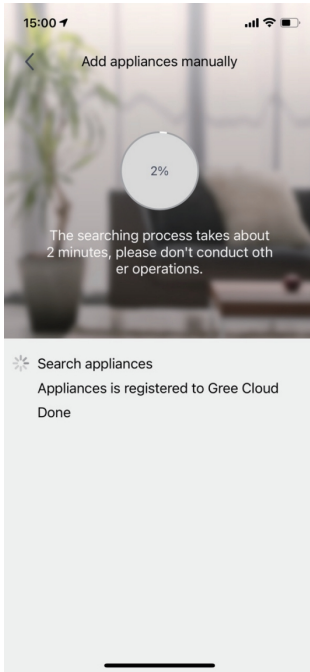 15:00
Add appliances manually
2%
The searching process takes about
2 minutes, please don't conduct oth
er operations.
Search appliances
Appliances is registered to Gree Cloud
Done